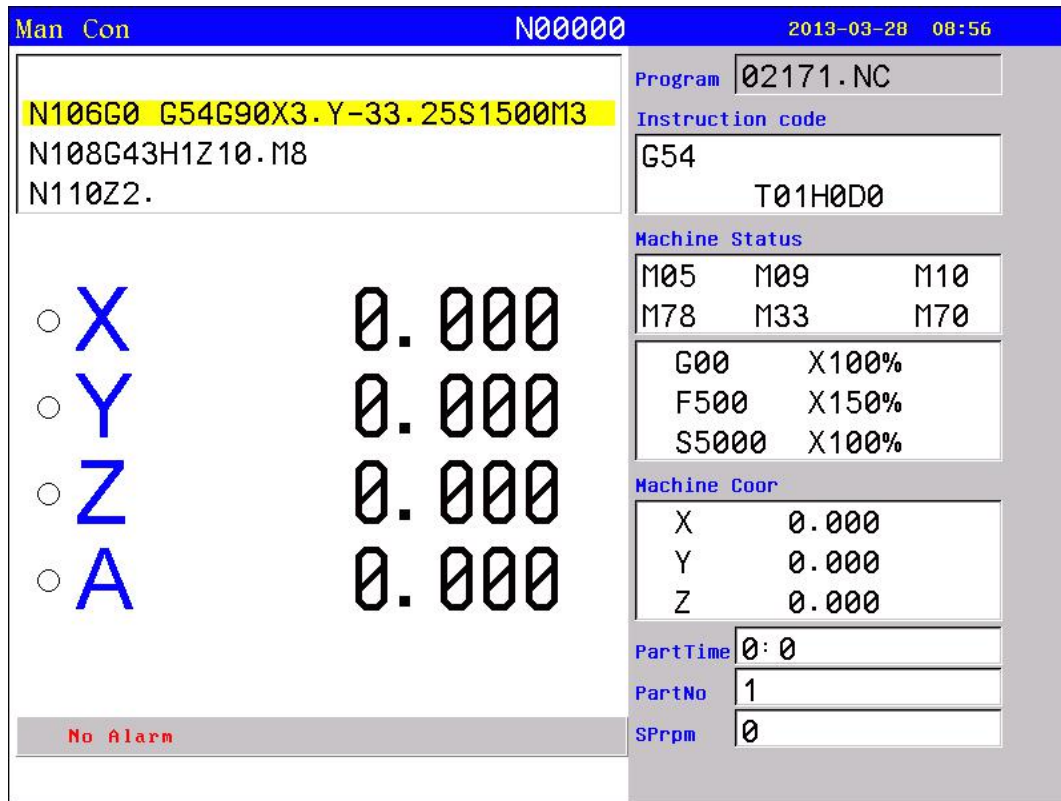 Man Con N00000 2013-03-28 08:56
N106G0 G54G90X3.Y-33.25S1500M3
N108G43H1Z10.M8
N110Z2.
X 0.000
Y 0.000
Z 0.000
A 0.000
No Alarm
Program 02171.NC
Instruction code
G54
T01H0D0
Machine Status
M05 M09 M10
M78 M33 M70
G00 X100%
F500 X150%
S5000 X100%
Machine Coor
X 0.000
Y 0.000
Z 0.000
PartTime 0: 0
PartNo 1
SPrpm 0